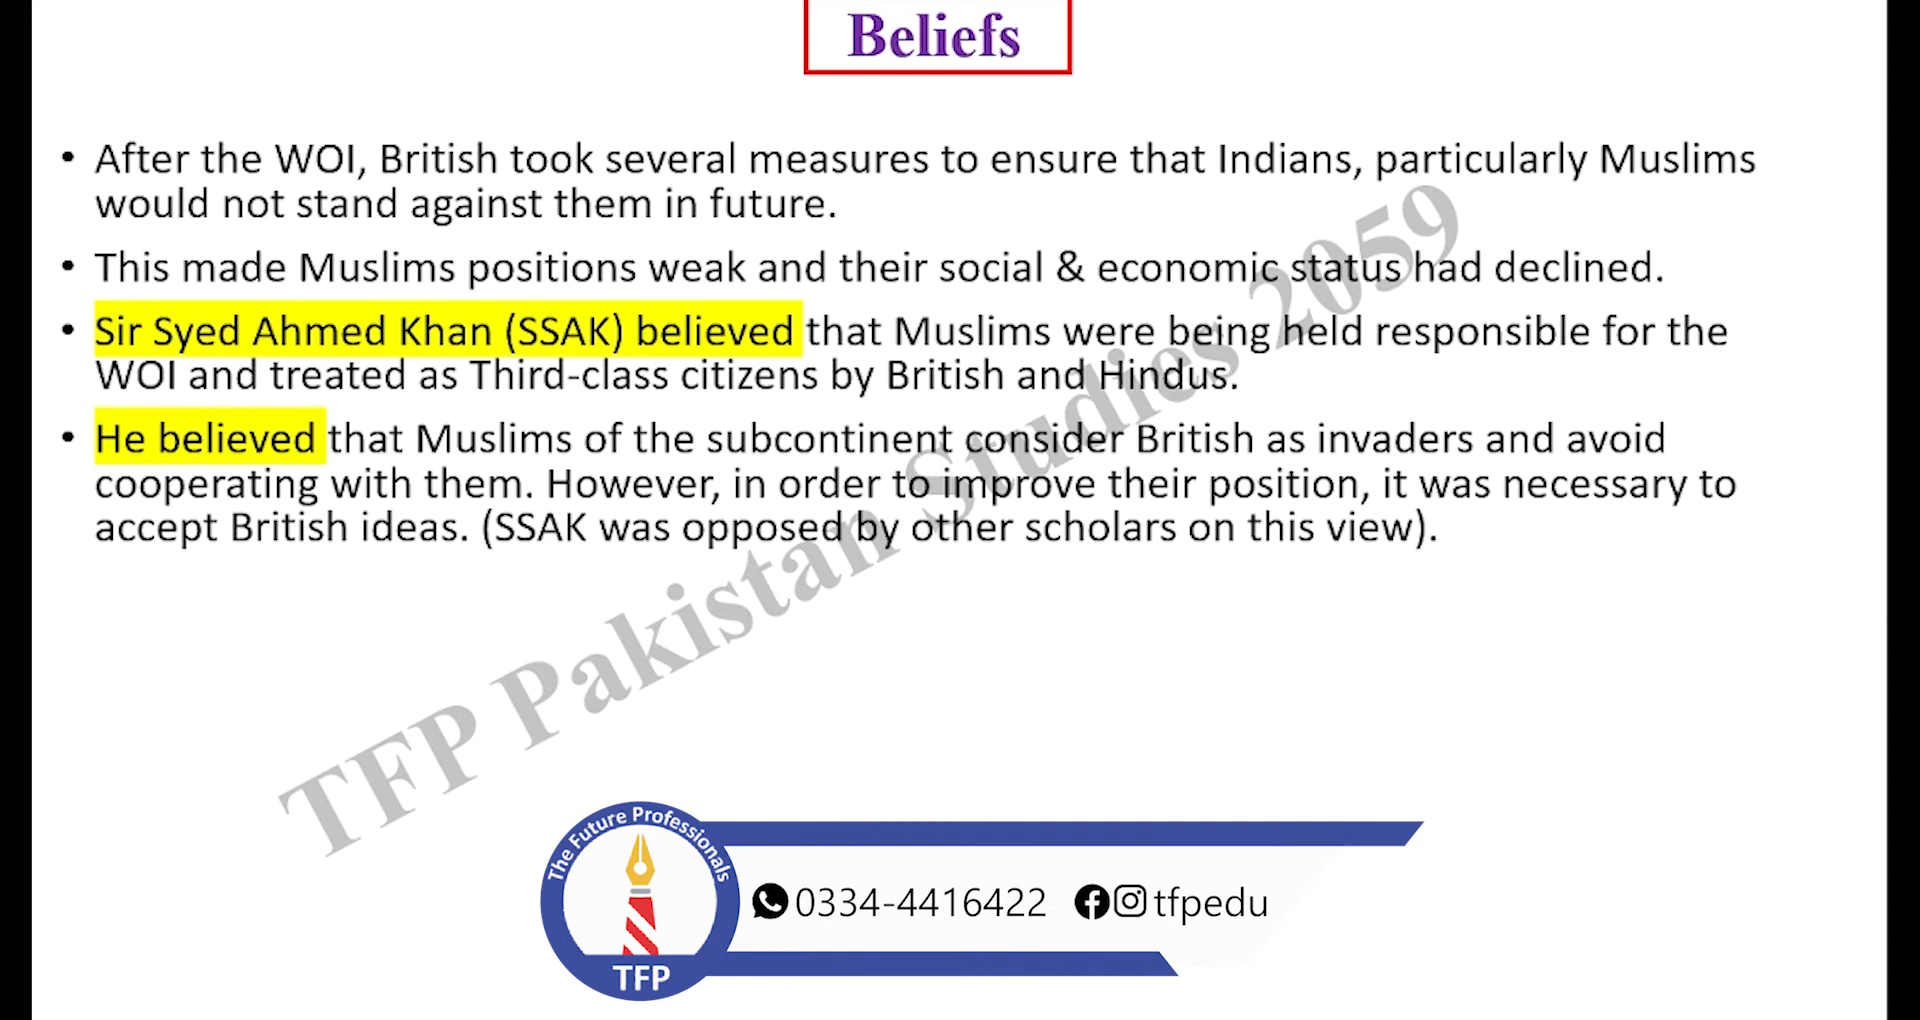 Beliefs
• After the WOI, British took several measures to ensure that Indians, particularly Muslims
would not stand against them in future.
• This made Muslims positions weak and their social & economic status had declined.
• Sir Syed Ahmed Khan (SSAK) believed that Muslims were being held responsible for the
WOI and treated as Third-class citizens by British and Hindus.
• He believed that Muslims of the subcontinent consider British as invaders and avoid
cooperating with them. However, in order to improve their position, it was necessary to
accept British ideas. (SSAK was opposed by other scholars on this view).
TFP Pakistan Studies 2059
The Future Professionals
0334-4416422 tfpedu
TFP